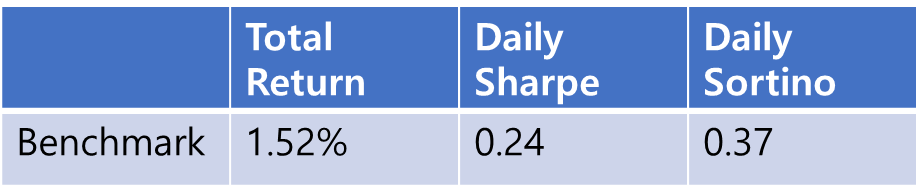 Total Return
Daily Sharpe
Daily Sortino
Benchmark 1.52% 0.24 0.37